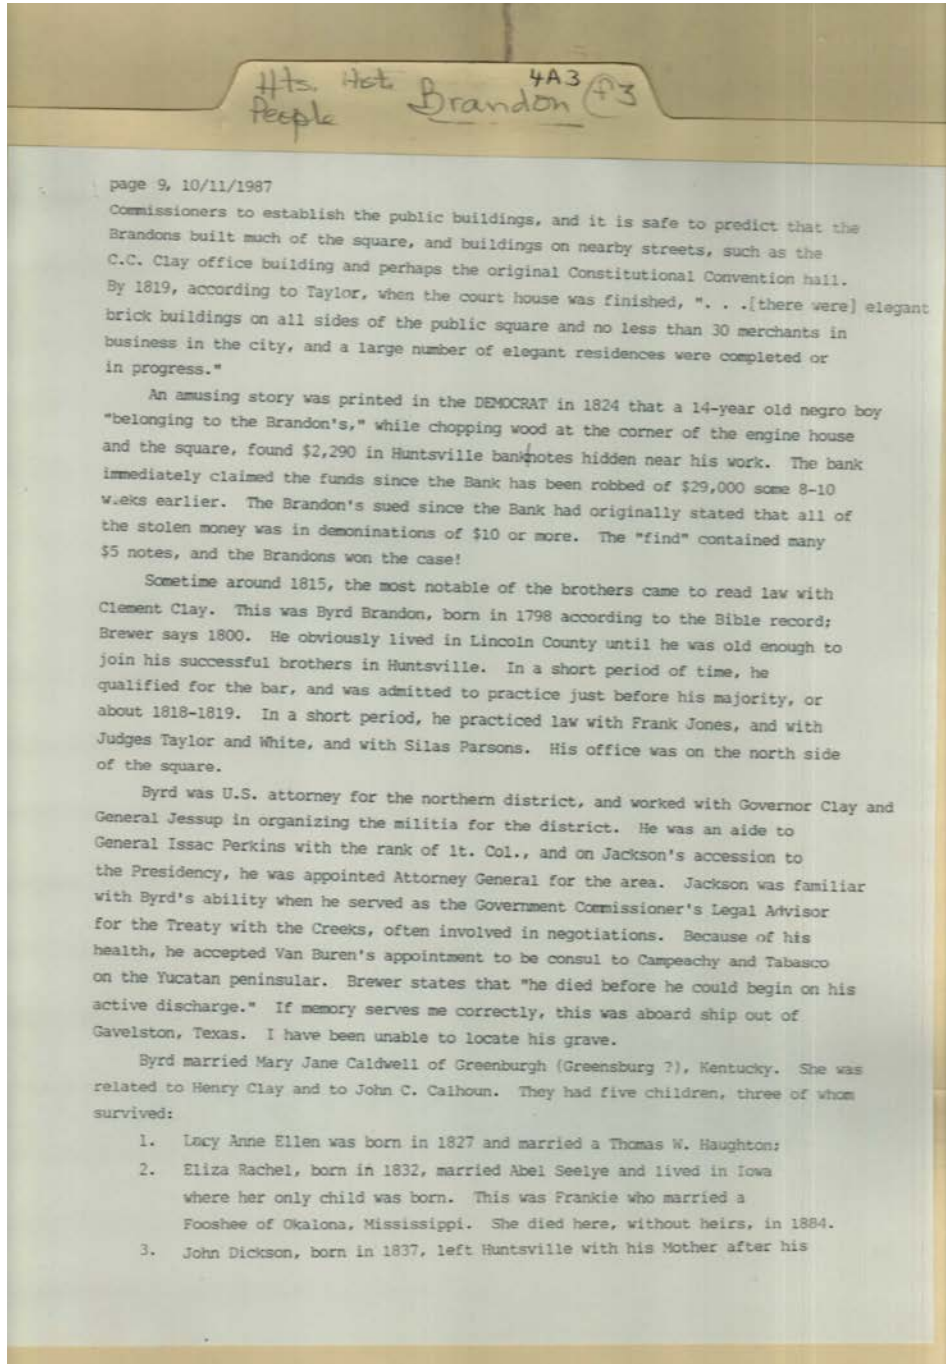 Hts. Hist. Brandon 4A3 f3
People
page 9, 10/11/1987
Commissioners to establish the public buildings, and it is safe to predict that the
Brandons built much of the square, and buildings on nearby streets, such as the
C.C. Clay office building and perhaps the original Constitutional Convention hall.
By 1819, according to Taylor, when the court house was finished, ". . .[there were] elegant
brick buildings on all sides of the public square and no less than 30 merchants in
business in the city, and a large number of elegant residences were completed or
in progress."
An amusing story was printed in the DEMOCRAT in 1824 that a 14-year old negro boy
"belonging to the Brandon's," while chopping wood at the corner of the engine house
and the square, found $2,290 in Huntsville bank notes hidden near his work. The bank
immediately claimed the funds since the Bank has been robbed of $29,000 some 8-10
weeks earlier. The Brandon's sued since the Bank had originally stated that all of
the stolen money was in demoninations of $10 or more. The "find" contained many
$5 notes, and the Brandons won the case!
Sometime around 1815, the most notable of the brothers came to read law with
Clement Clay. This was Byrd Brandon, born in 1798 according to the Bible record;
Brewer says 1800. He obviously lived in Lincoln County until he was old enough to
join his successful brothers in Huntsville. In a short period of time, he
qualified for the bar, and was admitted to practice just before his majority, or
about 1818-1819. In a short period, he practiced law with Frank Jones, and with
Judges Taylor and White, and with Silas Parsons. His office was on the north side
of the square.
Byrd was U.S. attorney for the northern district, and worked with Governor Clay and
General Jessup in organizing the militia for the district. He was an aide to
General Issac Perkins with the rank of lt. Col., and on Jackson's accession to
the Presidency, he was appointed Attorney General for the area. Jackson was familiar
with Byrd's ability when he served as the Government Commissioner's Legal Advisor
for the Treaty with the Creeks, often involved in negotiations. Because of his
health, he accepted Van Buren's appointment to be consul to Campeachy and Tabasco
on the Yucatan peninsular. Brewer states that "he died before he could begin on his
active discharge." If memory serves me correctly, this was aboard ship out of
Gavelston, Texas. I have been unable to locate his grave.
Byrd married Mary Jane Caldwell of Greenburgh (Greensburg ?), Kentucky. She was
related to Henry Clay and to John C. Calhoun. They had five children, three of whom
survived:
1. Lucy Anne Ellen was born in 1827 and married a Thomas W. Haughton;
2. Eliza Rachel, born in 1832, married Abel Seelye and lived in Iowa
where her only child was born. This was Frankie who married a
Fooshee of Okalona, Mississippi. She died here, without heirs, in 1884.
3. John Dickson, born in 1837, left Huntsville with his Mother after his